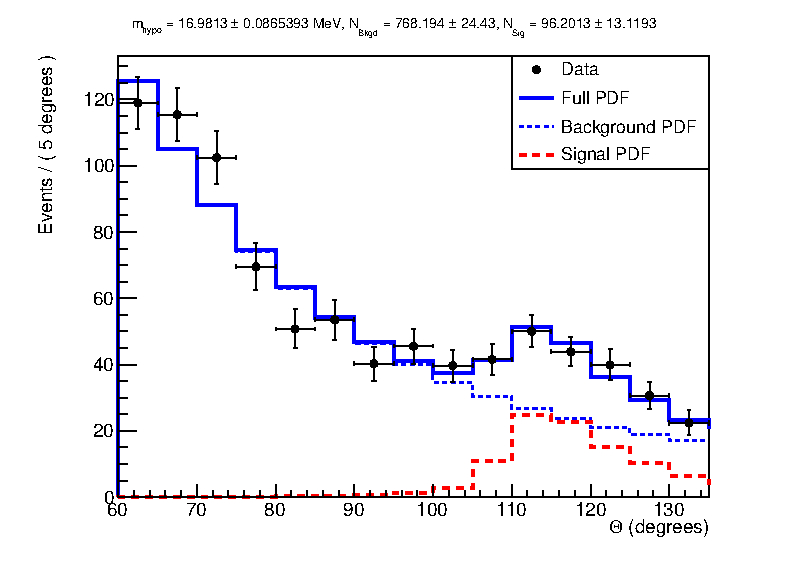 m_hypo = 16.9813 ± 0.0865393 MeV, N_Bkgd = 768.194 ± 24.43, N_Sig = 96.2013 ± 13.1193
Data
Full PDF
Background PDF
Signal PDF
Events / ( 5 degrees )
120
100
80
60
40
20
0
60 70 80 90 100 110 120 130
Θ (degrees)